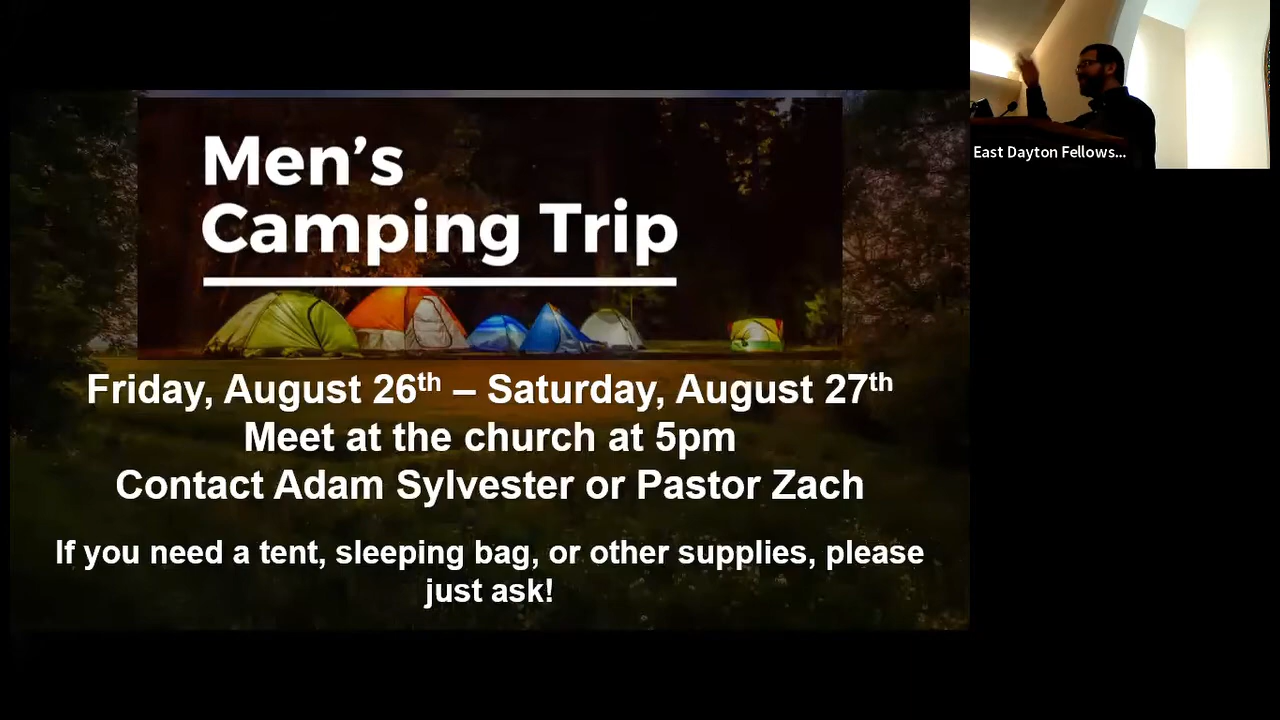 Men's
Camping Trip
Friday, August 26th – Saturday, August 27th
Meet at the church at 5pm
Contact Adam Sylvester or Pastor Zach
If you need a tent, sleeping bag, or other supplies, please
just ask!
East Dayton Fellows...